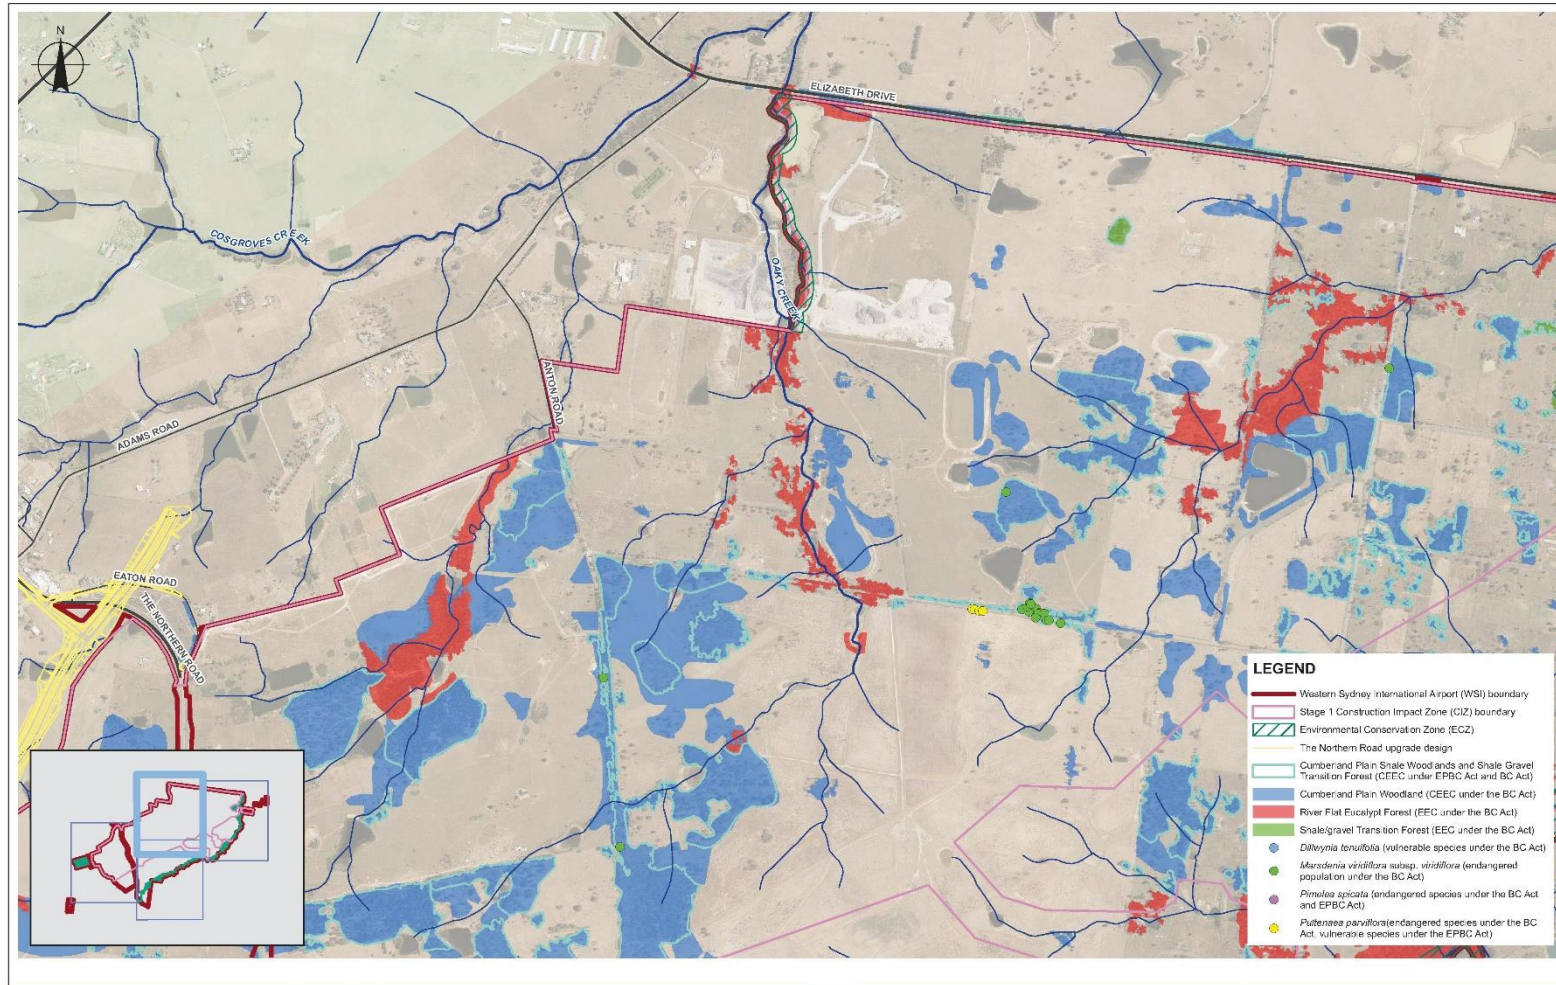 N
ELIZABETH DRIVE
COSGROVES CREEK
OAKY CREEK
ANTON ROAD
ADAMS ROAD
EATON ROAD
THE NORTHERN ROAD
LEGEND
Western Sydney International Airport (WSI) boundary
Stage 1 Construction Impact Zone (CIZ) boundary
Environmental Conservation Zone (ECZ)
The Northern Road upgrade design
Cumberland Plain Shale Woodlands and Shale Gravel
Transition Forest (CEEC under EPBC Act and BC Act)
Cumberland Plain Woodland (CEEC under the BC Act)
River Flat Eucalypt Forest (EEC under the BC Act)
Shale/gravel Transition Forest (EEC under the BC Act)
Dillwynia tenuifolia (vulnerable species under the BC Act)
Marsdenia viridiflora subsp. viridiflora (endangered
population under the BC Act)
Pimelea spicata (endangered species under the BC Act
and EPBC Act)
Pultenaea parviflora(endangered species under the BC
Act, vulnerable species under the EPBC Act)